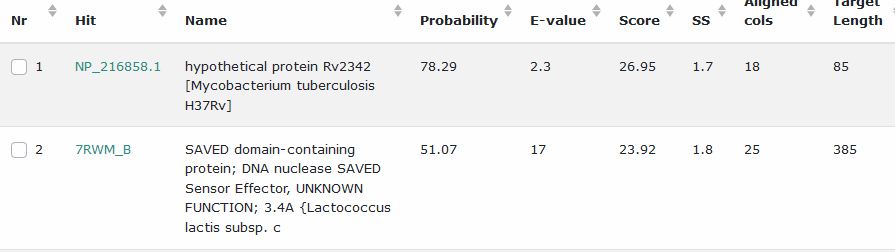 Nr Hit Name Probability E-value Score SS Aligned cols Target Length
1 NP_216858.1 hypothetical protein Rv2342 78.29 2.3 26.95 1.7 18 85
[Mycobacterium tuberculosis
H37Rv]
2 7RWM_B SAVED domain-containing 51.07 17 23.92 1.8 25 385
protein; DNA nuclease SAVED
Sensor Effector, UNKNOWN
FUNCTION; 3.4A {Lactococcus
lactis subsp. c